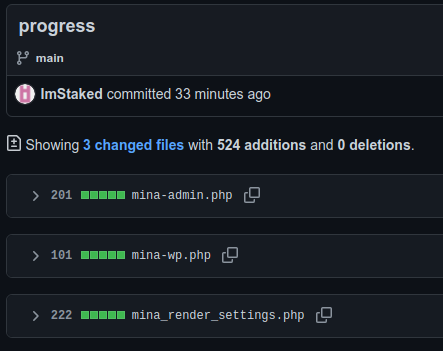 progress
main
ImStaked committed 33 minutes ago
Showing 3 changed files with 524 additions and 0 deletions.
201 mina-admin.php
101 mina-wp.php
222 mina_render_settings.php